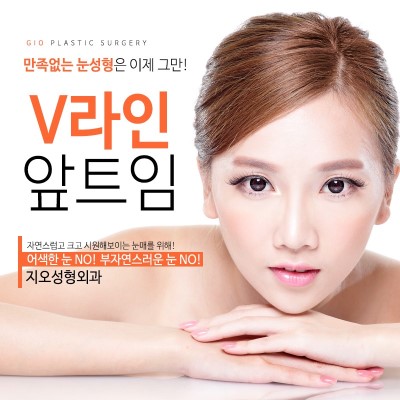 GIO PLASTIC SURGERY
만족없는 눈성형은 이제 그만!
V라인
앞트임
자연스럽고 크고 시원해보이는 눈매를 위해!
어색한 눈 NO! 부자연스러운 눈 NO!
지오성형외과